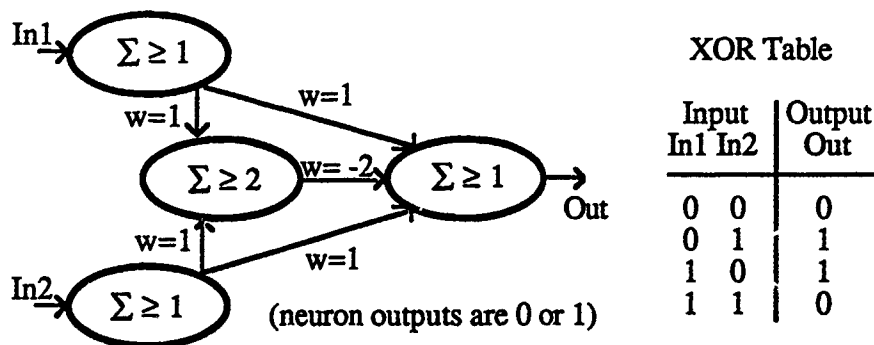 In1
Σ ≥ 1
w=1
w=1
Σ ≥ 2
w= -2
Σ ≥ 1
Out
w=1
w=1
In2
Σ ≥ 1
(neuron outputs are 0 or 1)
XOR Table
Input Output
In1 In2 Out
0 0 0
0 1 1
1 0 1
1 1 0